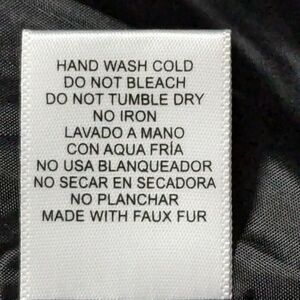 HAND WASH COLD
DO NOT BLEACH
DO NOT TUMBLE DRY
NO IRON
LAVADO A MANO
CON AQUA FRÍA
NO USA BLANQUEADOR
NO SECAR EN SECADORA
NO PLANCHAR
MADE WITH FAUX FUR